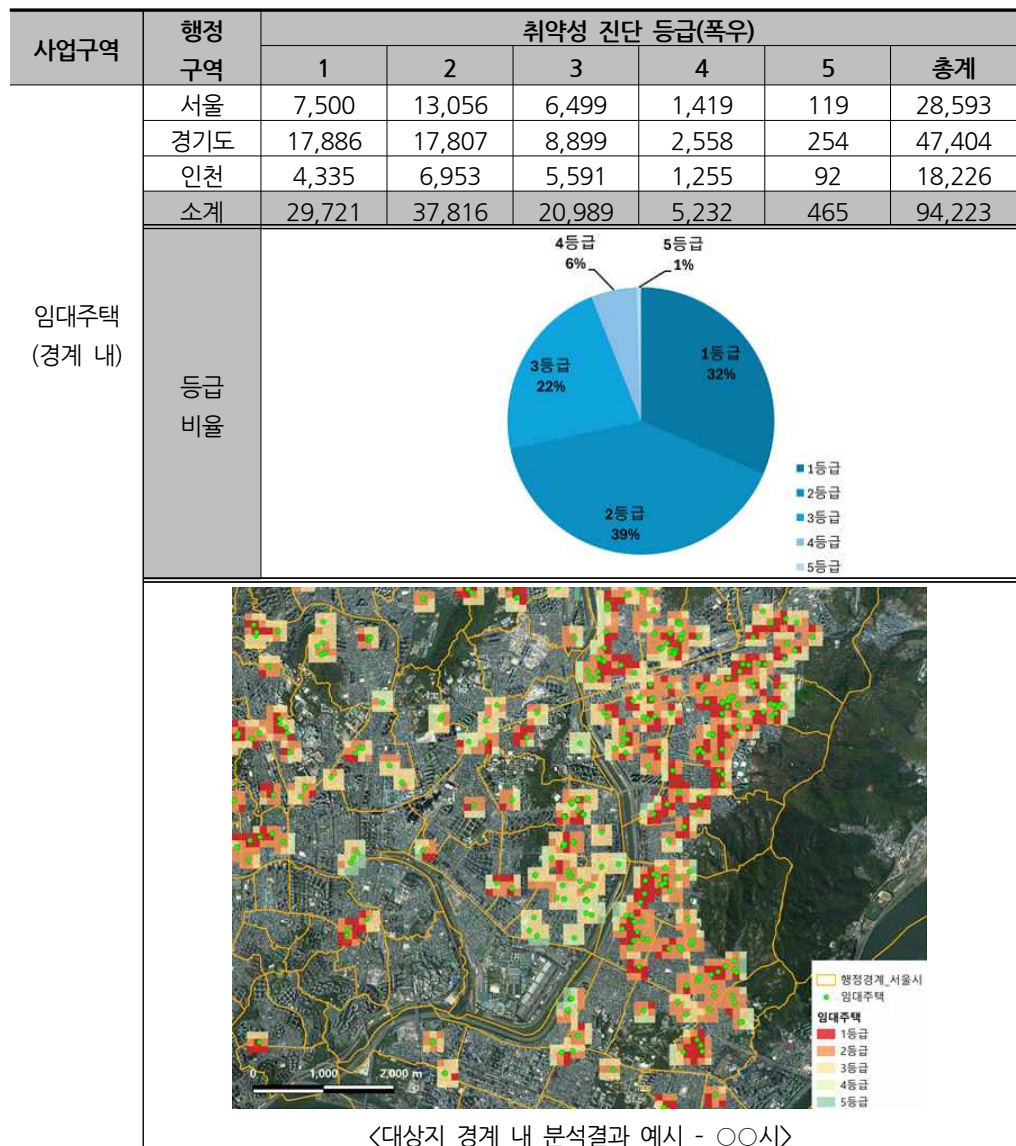 사업구역 행정 구역 취약성 진단 등급(폭우)
1 2 3 4 5 총계
서울 7,500 13,056 6,499 1,419 119 28,593
경기도 17,886 17,807 8,899 2,558 254 47,404
인천 4,335 6,953 5,591 1,255 92 18,226
소계 29,721 37,816 20,989 5,232 465 94,223
임대주택
(경계 내)
등급
비율
4등급
6%
5등급
1%
1등급
32%
3등급
22%
2등급
39%
1등급
2등급
3등급
4등급
5등급
행정경계_서울시
임대주택
임대주택
1등급
2등급
3등급
4등급
5등급
0 1,000 2,000 m
<대상지 경계 내 분석결과 예시 - ○○시>